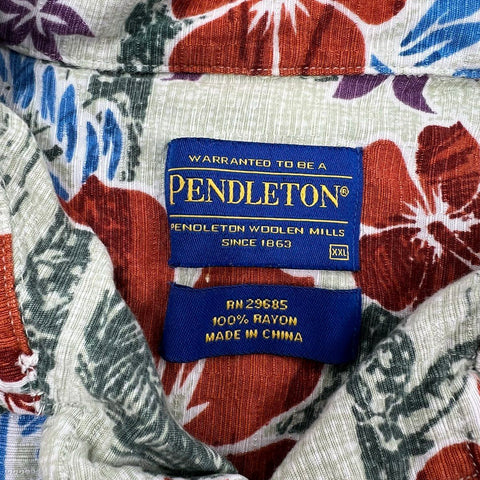 WARRANTED TO BE A
PENDLETON®
PENDLETON WOOLEN MILLS
SINCE 1863
XXL
RN 29685
100% RAYON
MADE IN CHINA